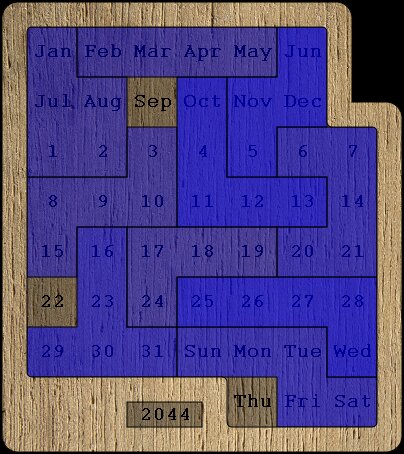 Jan Feb Mar Apr May Jun
Jul Aug Sep Oct Nov Dec
1 2 3 4 5 6 7
8 9 10 11 12 13 14
15 16 17 18 19 20 21
22 23 24 25 26 27 28
29 30 31 Sun Mon Tue Wed
2044 Thu Fri Sat